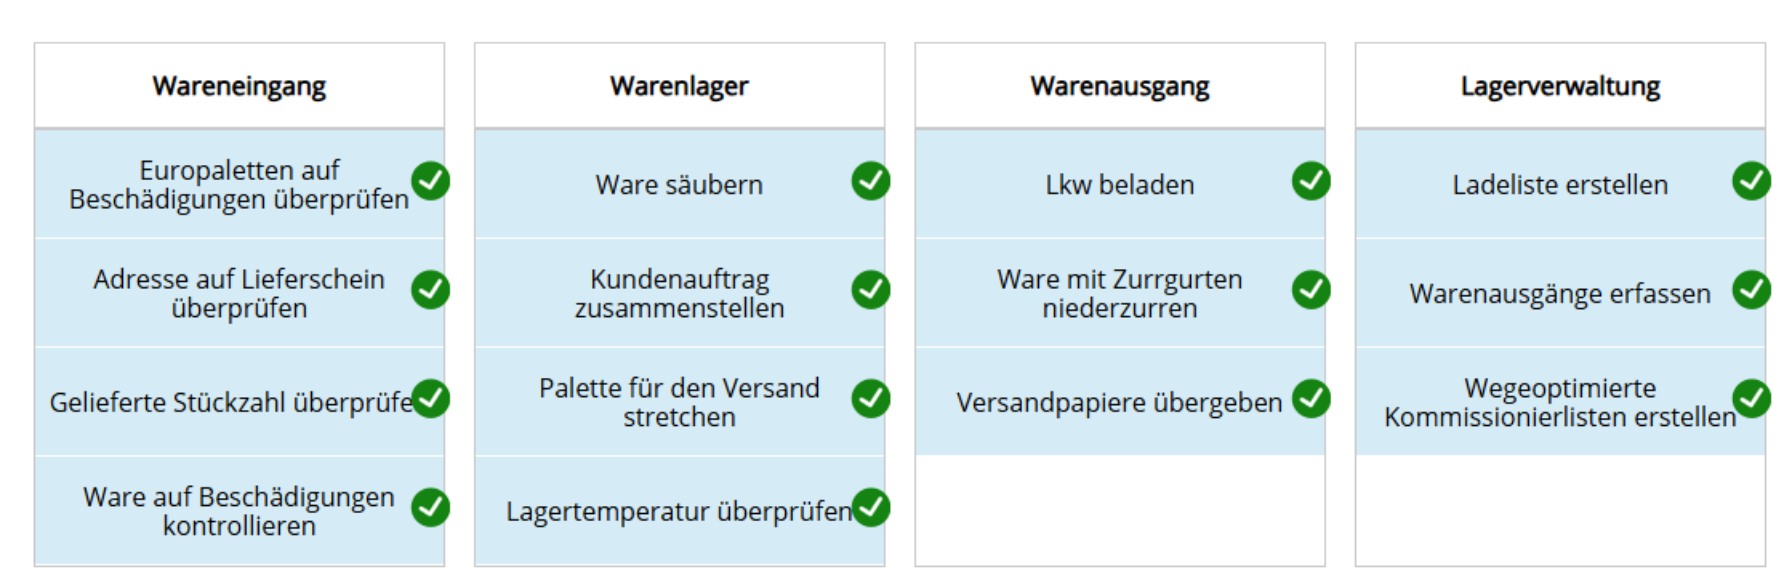 Wareneingang
Europaletten auf
Beschädigungen überprüfen
Adresse auf Lieferschein
überprüfen
Gelieferte Stückzahl überprüfe
Ware auf Beschädigungen
kontrollieren
Warenlager
Ware säubern
Kundenauftrag
zusammenstellen
Palette für den Versand
stretchen
Lagertemperatur überprüfen
Warenausgang
Lkw beladen
Ware mit Zurrgurten
niederzurren
Versandpapiere übergeben
Lagerverwaltung
Ladeliste erstellen
Warenausgänge erfassen
Wegeoptimierte
Kommissionierlisten erstellen